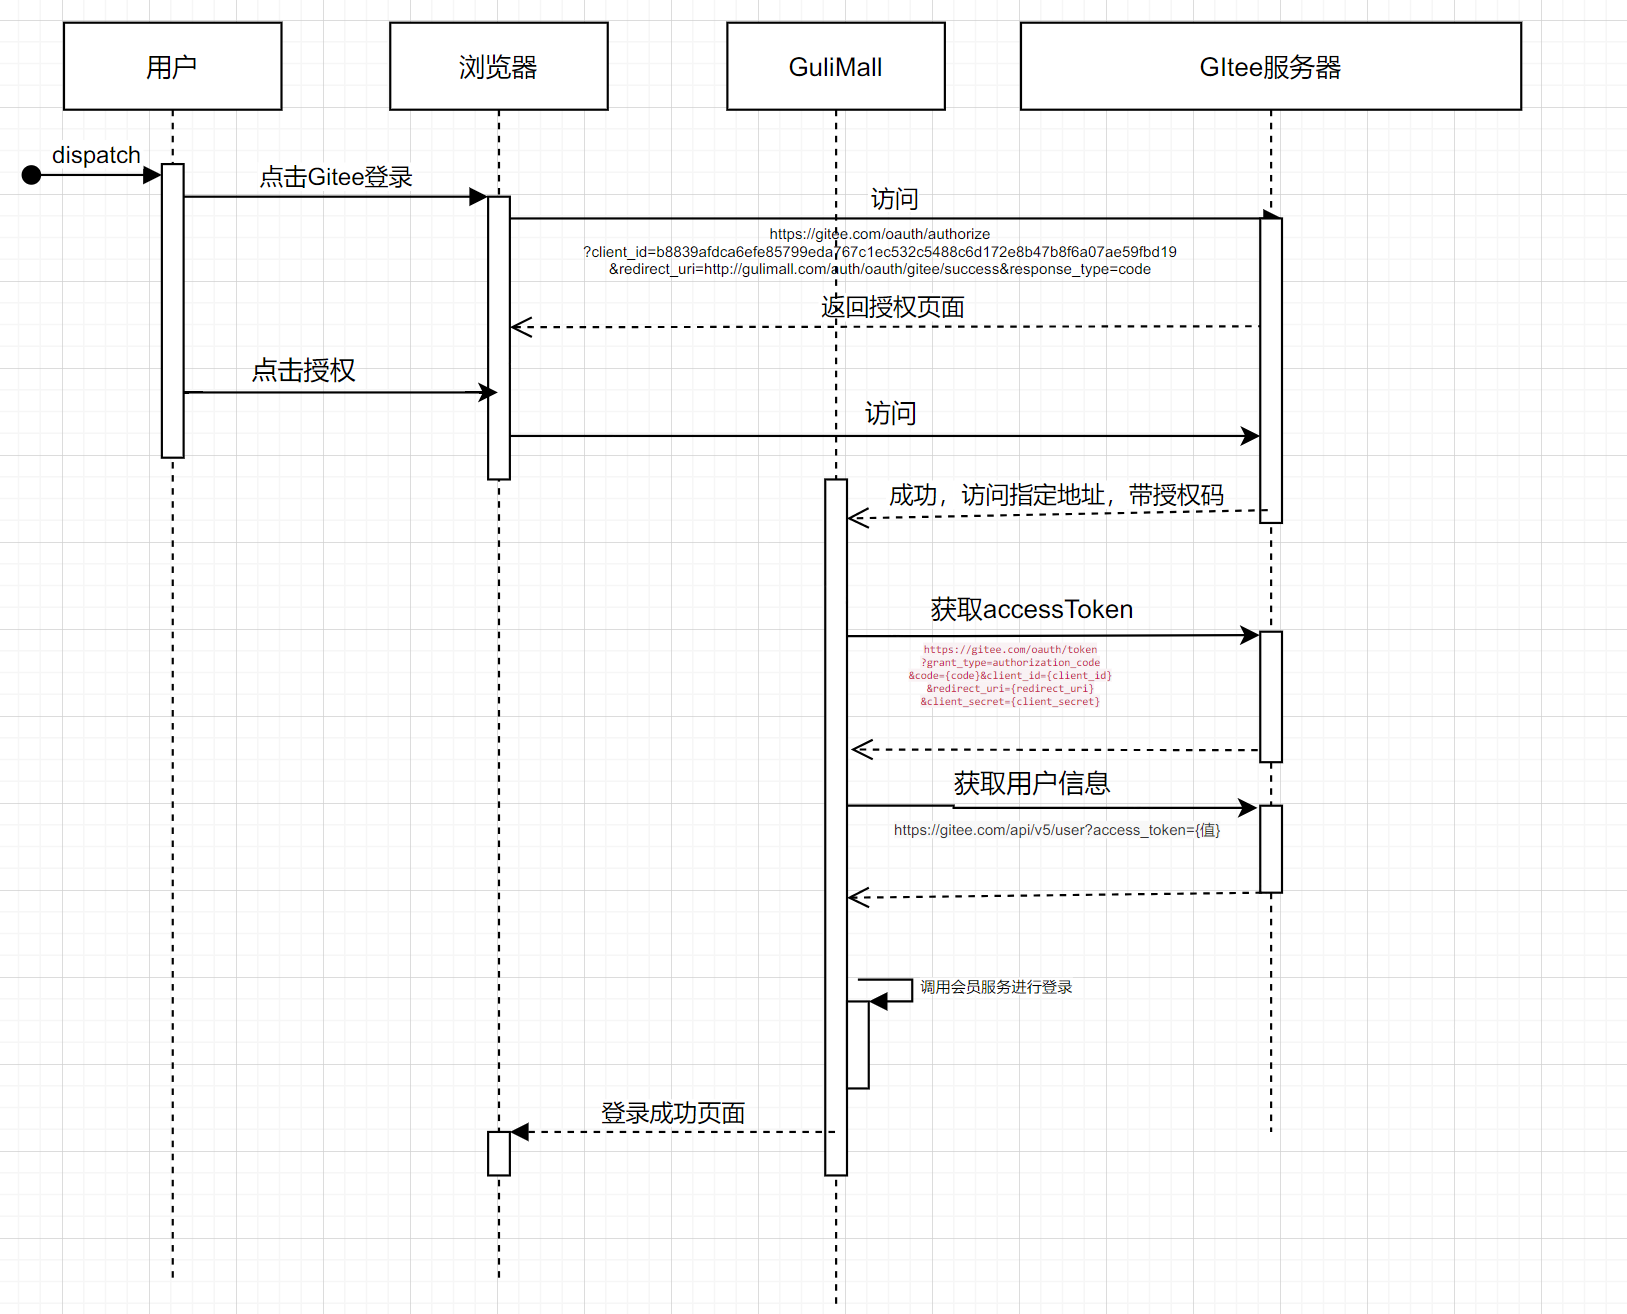 用户
浏览器
GuliMall
GItee服务器
dispatch
点击Gitee登录
访问
https://gitee.com/oauth/authorize
?client_id=b8839afdca6efe85799eda767c1ec532c5488c6d172e8b47b8f6a07ae59fbd19
&redirect_uri=http://gulimall.com/auth/oauth/gitee/success&response_type=code
返回授权页面
点击授权
访问
成功，访问指定地址，带授权码
获取accessToken
https://gitee.com/oauth/token
?grant_type=authorization_code
&code={code}&client_id={client_id}
&redirect_uri={redirect_uri}
&client_secret={client_secret}
获取用户信息
https://gitee.com/api/v5/user?access_token={值}
调用会员服务进行登录
登录成功页面